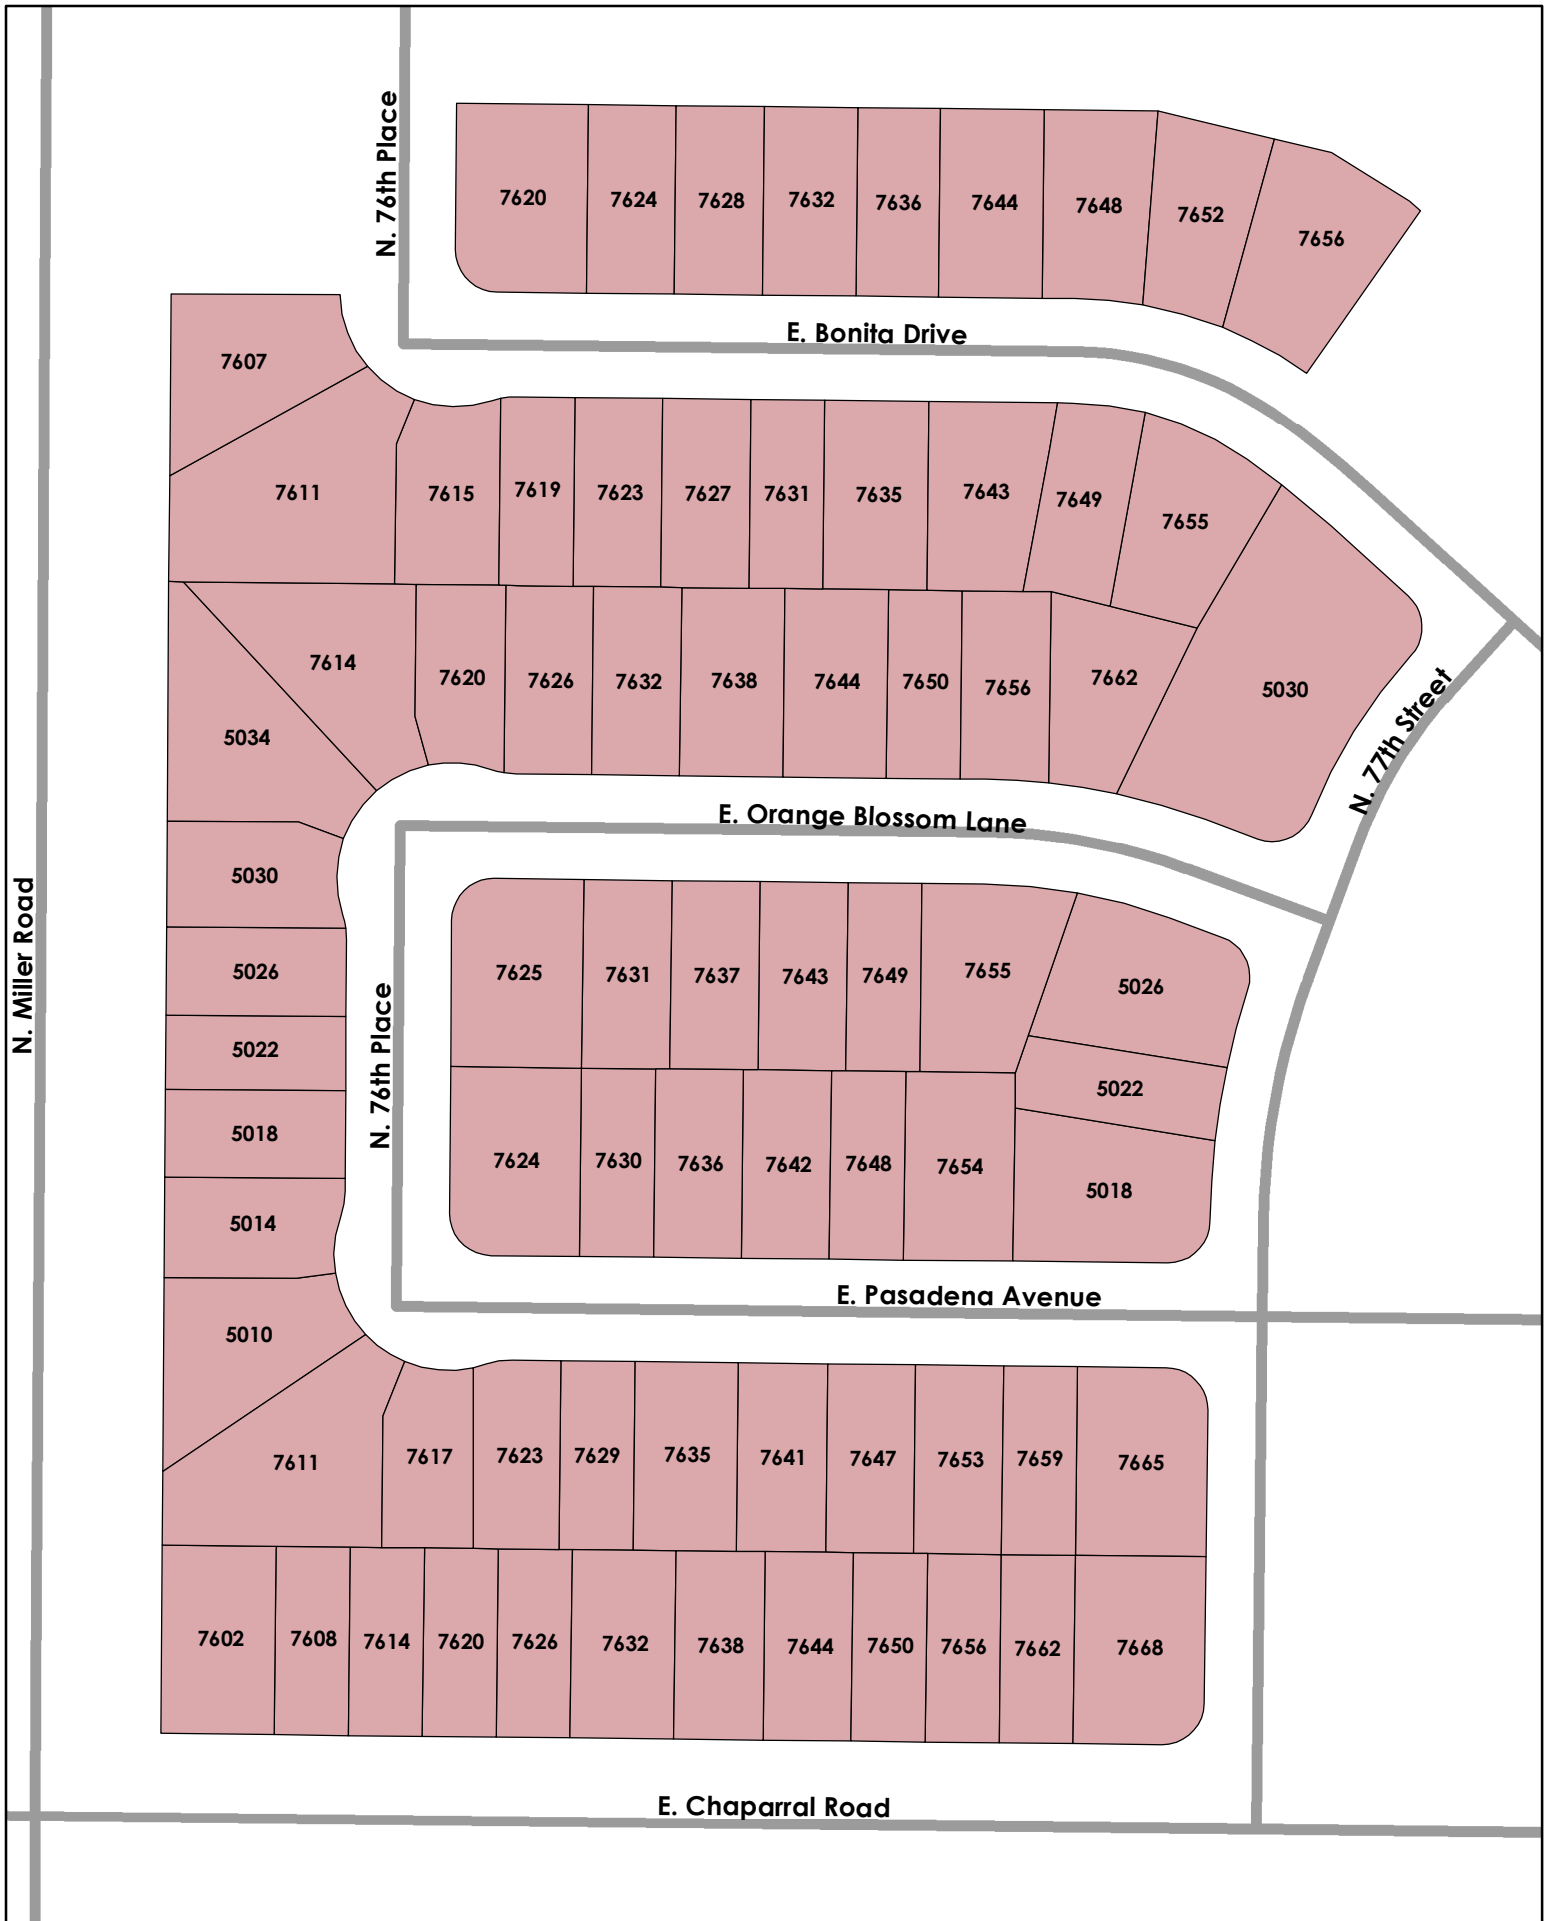 N. 76th Place
7620 7624 7628 7632 7636 7644 7648 7652 7656
E. Bonita Drive
7607
7611 7615 7619 7623 7627 7631 7635 7643 7649 7655
7614 7620 7626 7632 7638 7644 7650 7656 7662 5030
5034
N. 77th Street
E. Orange Blossom Lane
5030
N. Miller Road
5026
5022
5018
5014
5010
N. 76th Place
7625 7631 7637 7643 7649 7655 5026
5022
7624 7630 7636 7642 7648 7654 5018
E. Pasadena Avenue
7611 7617 7623 7629 7635 7641 7647 7653 7659 7665
7602 7608 7614 7620 7626 7632 7638 7644 7650 7656 7662 7668
E. Chaparral Road